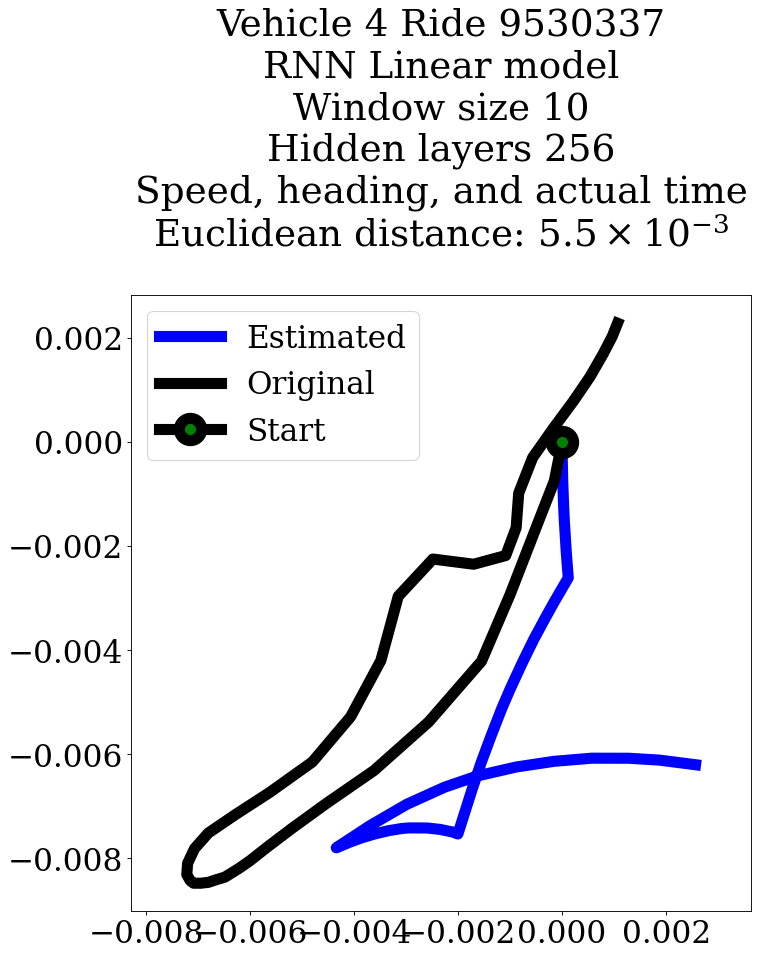 Vehicle 4 Ride 9530337
RNN Linear model
Window size 10
Hidden layers 256
Speed, heading, and actual time
Euclidean distance: 5.5 × 10⁻³
Estimated
Original
Start
0.002
0.000
−0.002
−0.004
−0.006
−0.008
−0.008 −0.006 −0.004 −0.002 0.000 0.002